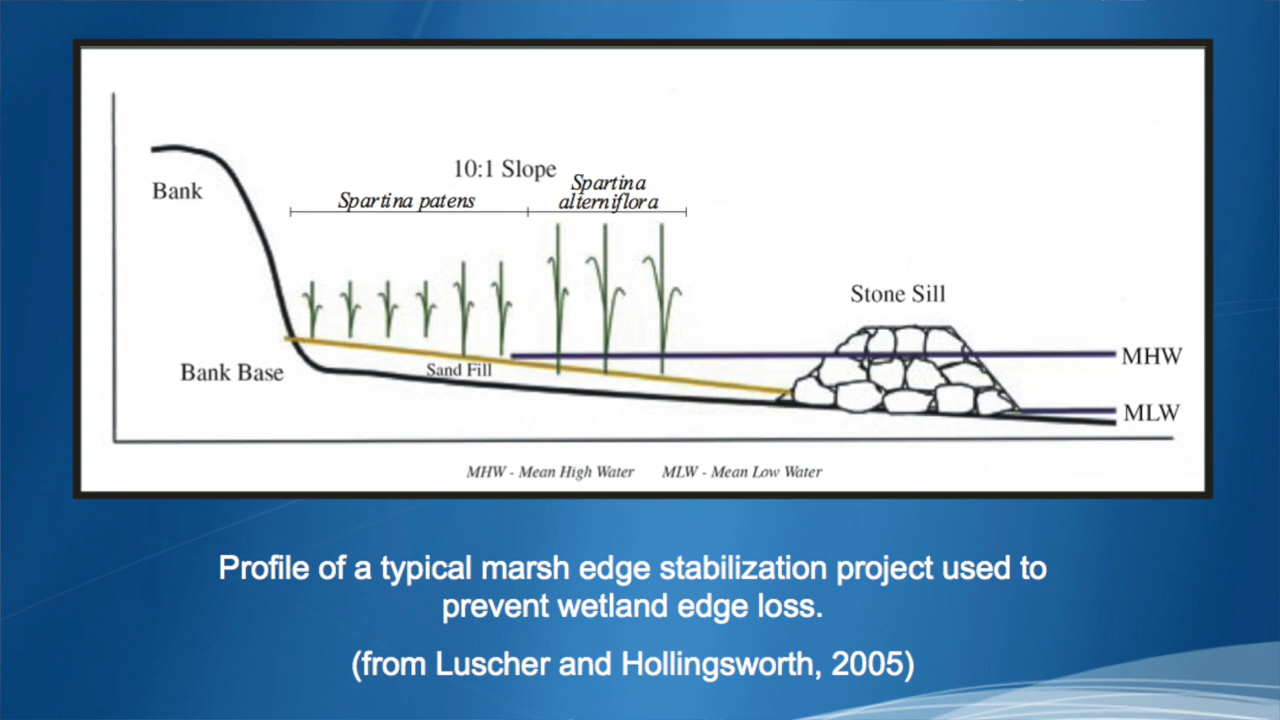 10:1 Slope
Bank
Spartina patens
Spartina
alterniflora
Stone Sill
MHW
Bank Base
Sand Fill
MLW
MHW - Mean High Water MLW - Mean Low Water
Profile of a typical marsh edge stabilization project used to
prevent wetland edge loss.
(from Luscher and Hollingsworth, 2005)